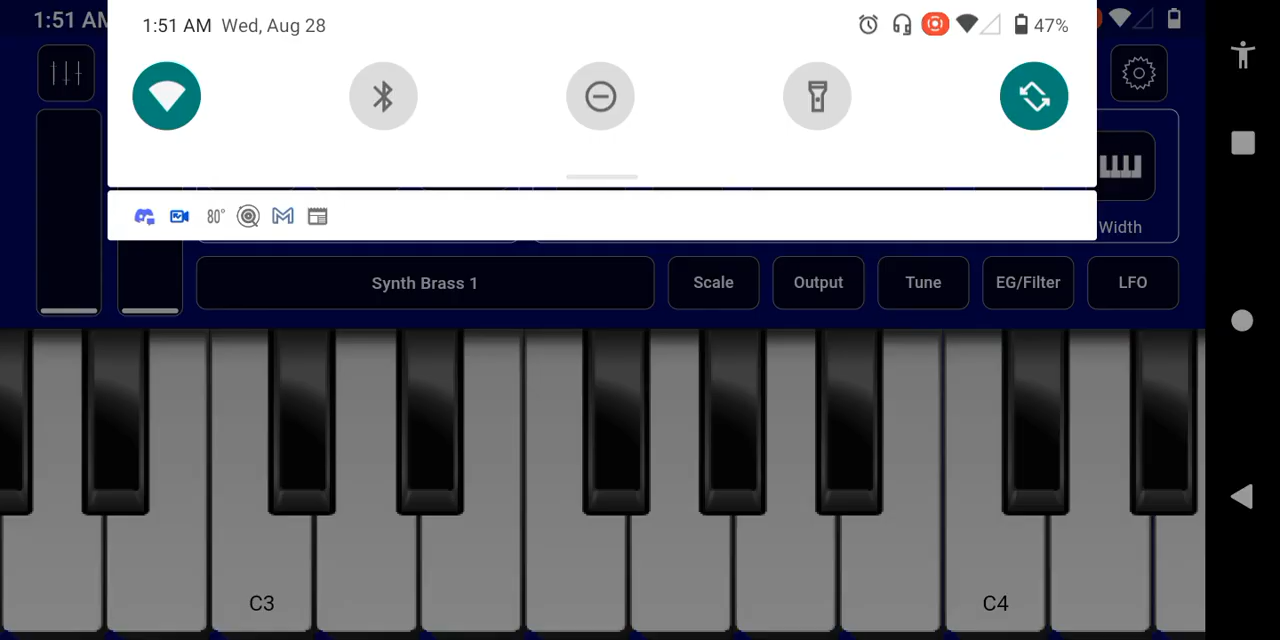 1:51 AM
1:51 AM Wed, Aug 28
47%
80°
Width
Synth Brass 1
Scale
Output
Tune
EG/Filter
LFO
C3
C4